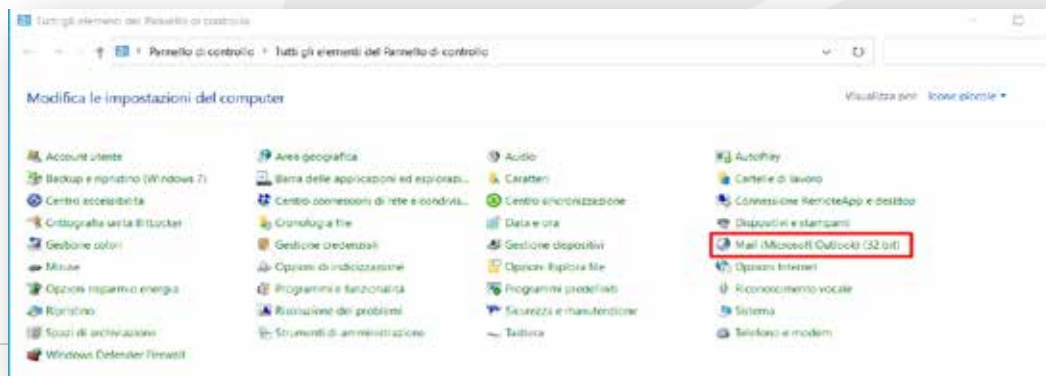 Tutti gli elementi del Pannello di controllo
Pannello di controllo Tutti gli elementi del Pannello di controllo
Modifica le impostazioni del computer
Visualizza per: Icone piccole
Account utente
Area geografica
Audio
AutoPlay
Backup e ripristino (Windows 7)
Barra delle applicazioni ed esploraz...
Caratteri
Cartelle di lavoro
Centro accessibilità
Centro connessioni di rete e condivis...
Centro sincronizzazione
Connessione RemoteApp e desktop
Crittografia unità BitLocker
Cronologia file
Data e ora
Dispositivi e stampanti
Gestione colori
Gestione credenziali
Gestione dispositivi
Mail (Microsoft Outlook) (32 bit)
Mouse
Opzioni di indicizzazione
Opzioni Esplora file
Opzioni Internet
Opzioni risparmio energia
Programmi e funzionalità
Programmi predefiniti
Riconoscimento vocale
Ripristino
Risoluzione dei problemi
Sicurezza e manutenzione
Sistema
Spazi di archiviazione
Strumenti di amministrazione
Tastiera
Telefono e modem
Windows Defender Firewall